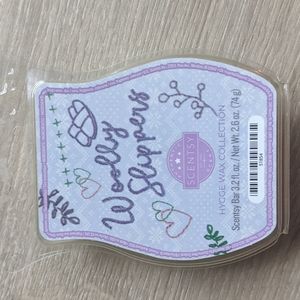 Woolly
Slippers
SCENTSY
HYGGE WAX COLLECTION
Scentsy Bar 3.2 fl. oz. / Net Wt. 2.6 oz. (74 g)